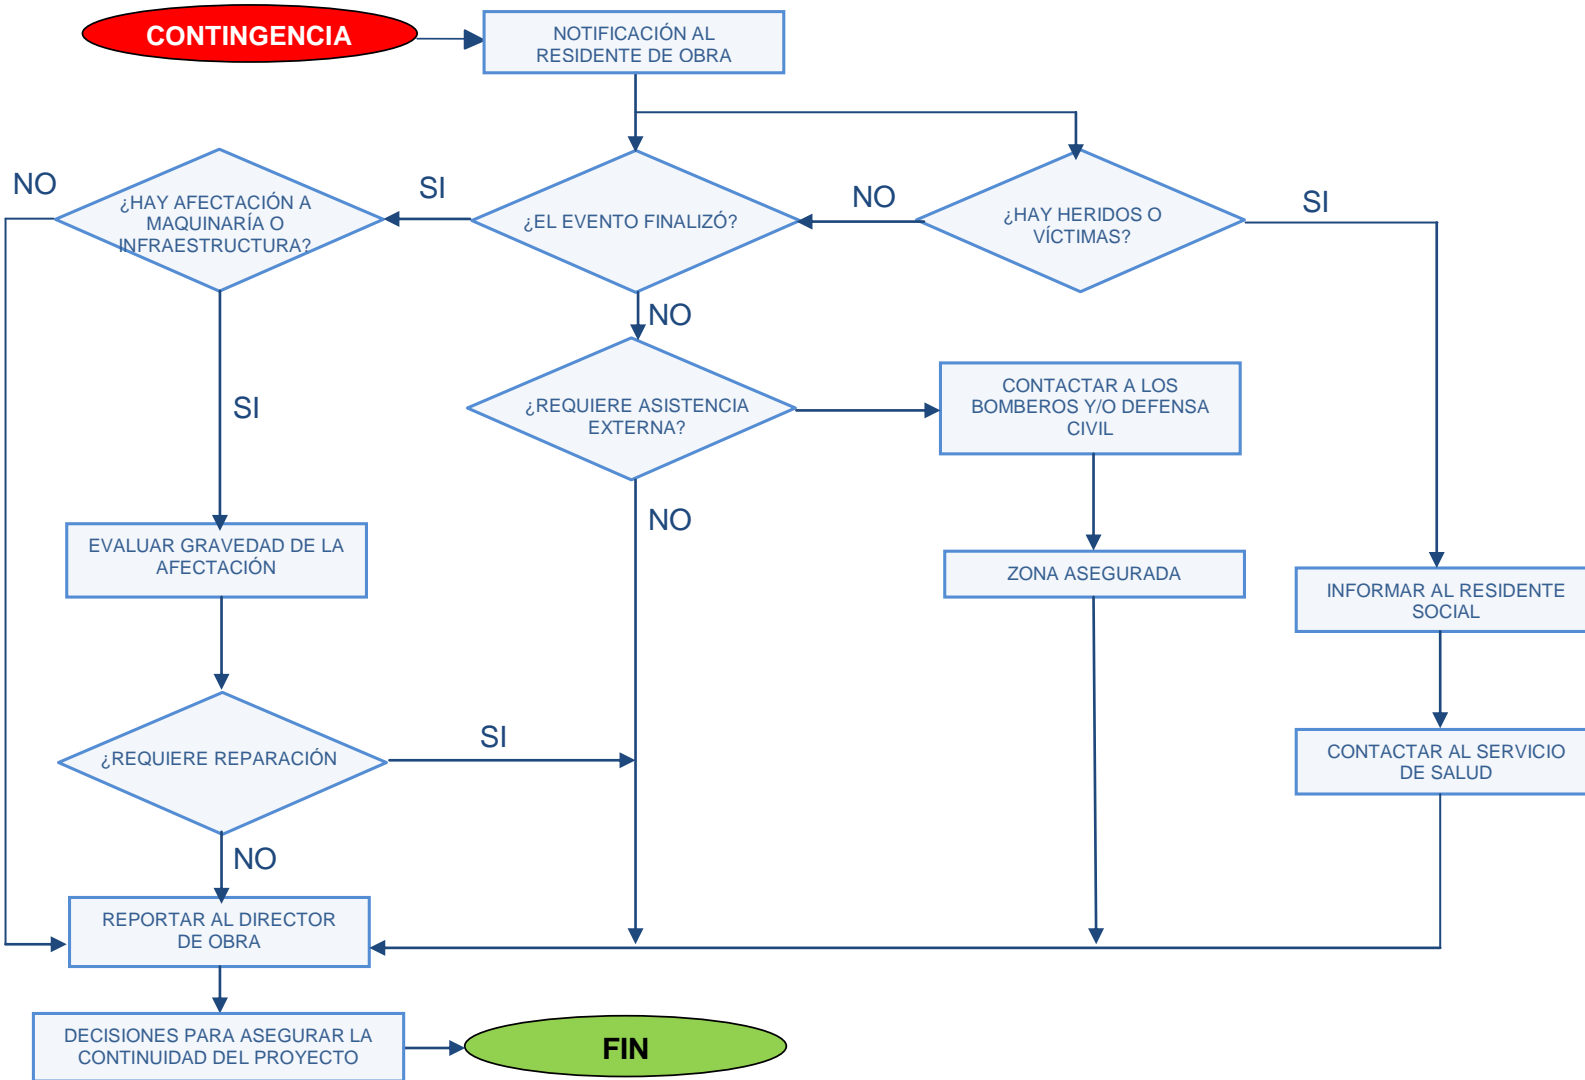 CONTINGENCIA
NOTIFICACIÓN AL
RESIDENTE DE OBRA
NO
¿HAY AFECTACIÓN A
MAQUINARÍA O
INFRAESTRUCTURA?
SI
¿EL EVENTO FINALIZÓ?
NO
¿HAY HERIDOS O
VÍCTIMAS?
SI
NO
SI
¿REQUIERE ASISTENCIA
EXTERNA?
CONTACTAR A LOS
BOMBEROS Y/O DEFENSA
CIVIL
NO
EVALUAR GRAVEDAD DE LA
AFECTACIÓN
ZONA ASEGURADA
INFORMAR AL RESIDENTE
SOCIAL
¿REQUIERE REPARACIÓN
SI
CONTACTAR AL SERVICIO
DE SALUD
NO
REPORTAR AL DIRECTOR
DE OBRA
DECISIONES PARA ASEGURAR LA
CONTINUIDAD DEL PROYECTO
FIN